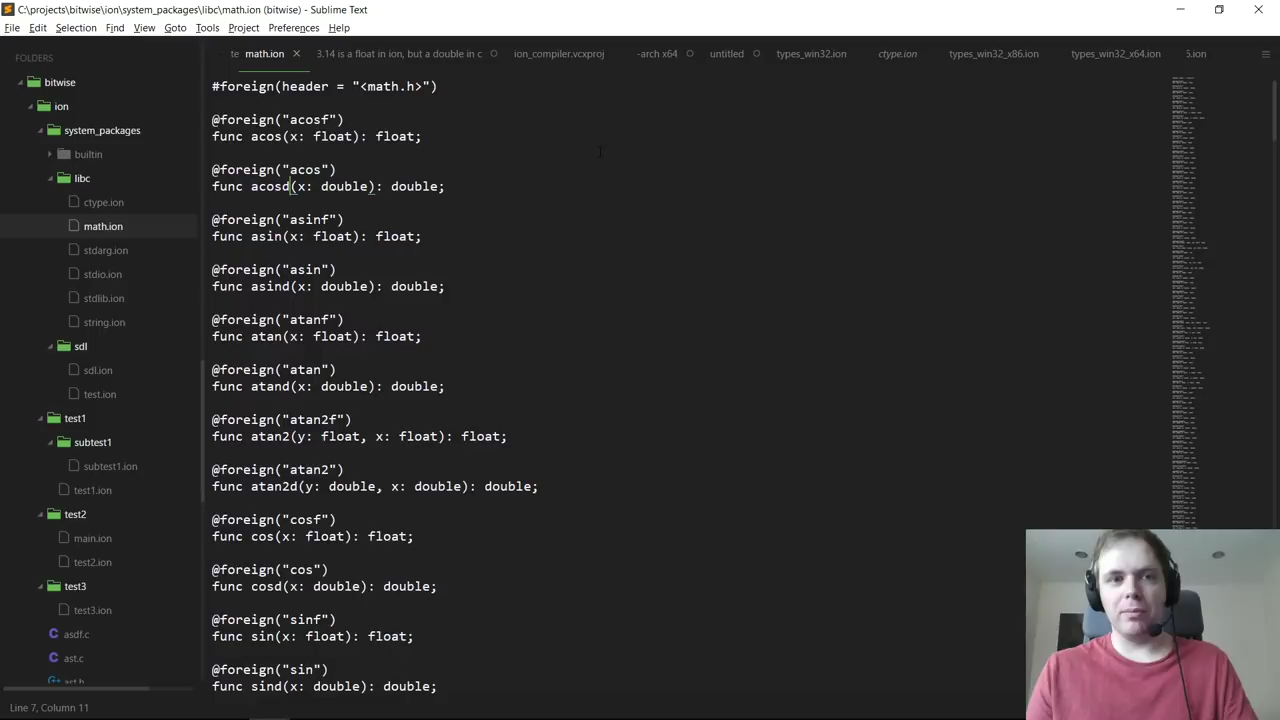 C:\projects\bitwise\ion\system_packages\libc\math.ion (bitwise) - Sublime Text
File Edit Selection Find View Goto Tools Project Preferences Help
FOLDERS
bitwise
ion
system_packages
builtin
libc
ctype.ion
math.ion
stdarg.ion
stdio.ion
stdlib.ion
string.ion
sdl
sdl.ion
test.ion
test1
subtest1
subtest1.ion
test1.ion
test2
main.ion
test2.ion
test3
test3.ion
asdf.c
ast.c
ast.h
te math.ion 3.14 is a float in ion, but a double in c ion_compiler.vcxproj -arch x64 untitled types_win32.ion ctype.ion types_win32_x86.ion types_win32_x64.ion
#foreign(header = "<math.h>")
@foreign("acosf")
func acos(x: float): float;
@foreign("acos")
func acosd(x: double): double;
@foreign("asinf")
func asin(x: float): float;
@foreign("asin")
func asind(x: double): double;
@foreign("atanf")
func atan(x: float): float;
@foreign("atan")
func atand(x: double): double;
@foreign("atan2f")
func atan2(y: float, x: float): float;
@foreign("atan2")
@foreign("cosf")
func cos(x: float): float;
@foreign("cos")
func cosd(x: double): double;
@foreign("sinf")
func sin(x: float): float;
@foreign("sin")
func sind(x: double): double;
Line 7, Column 11